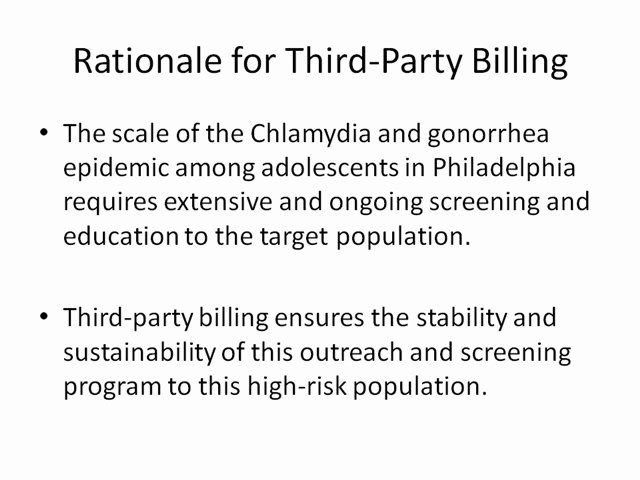 Rationale for Third-Party Billing
• The scale of the Chlamydia and gonorrhea
epidemic among adolescents in Philadelphia
requires extensive and ongoing screening and
education to the target population.
• Third-party billing ensures the stability and
sustainability of this outreach and screening
program to this high-risk population.